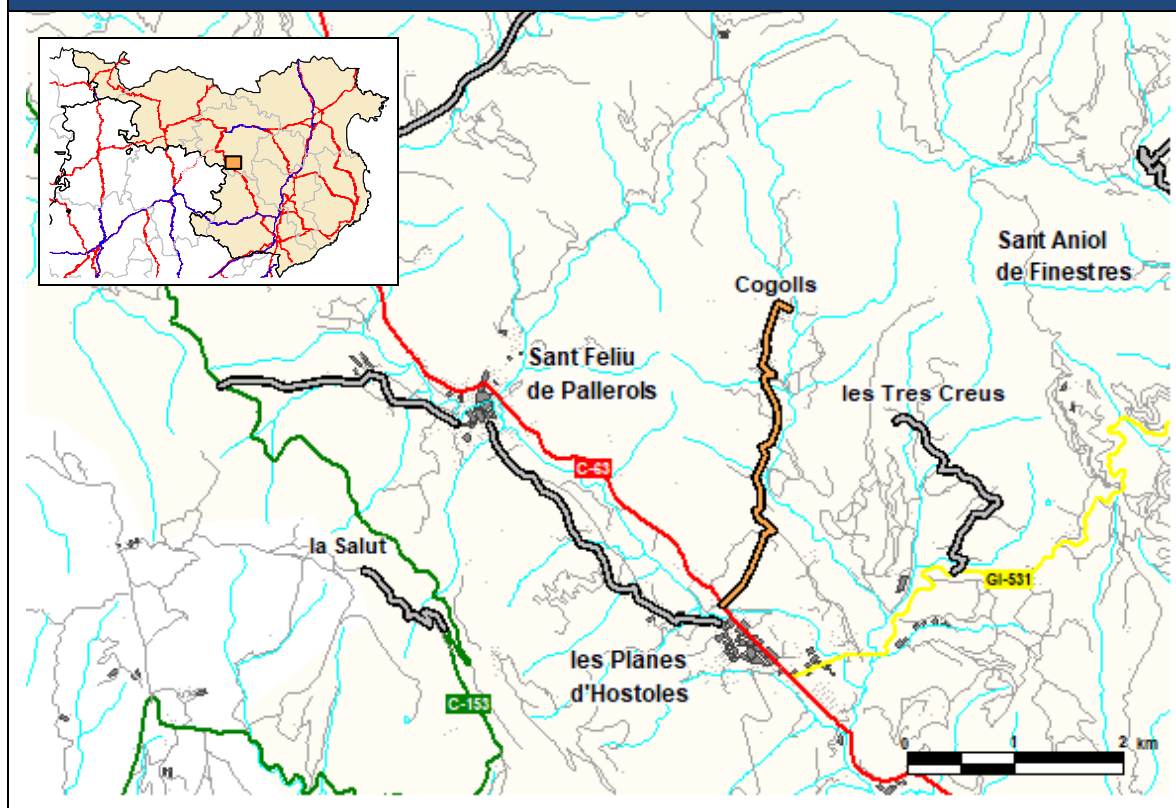 Sant Aniol
de Finestres
Cogolls
Sant Feliu
de Pallerols
les Tres Creus
C-63
la Salut
GI-531
les Planes
d'Hostoles
C-153
0 1 2 km